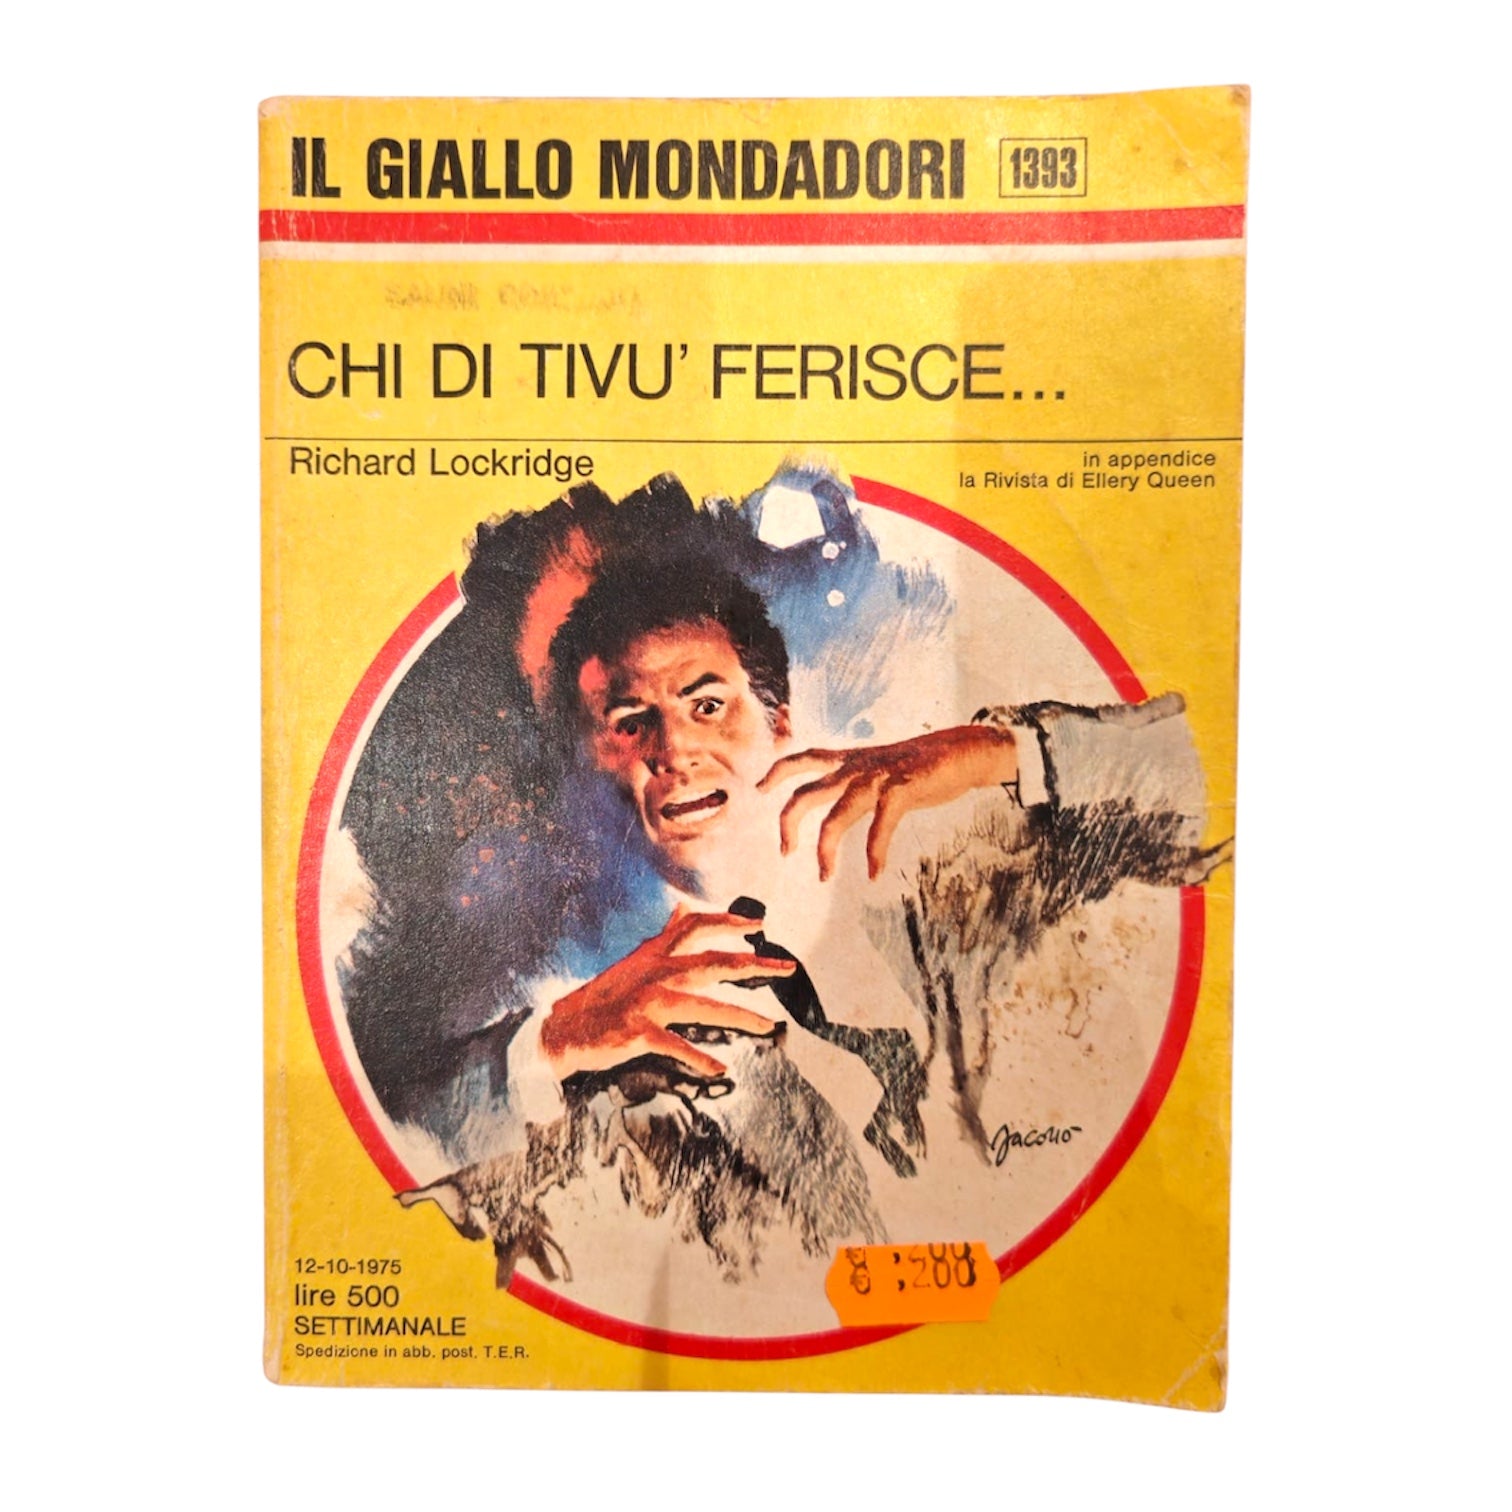 IL GIALLO MONDADORI 1393
CHI DI TIVU' FERISCE...
Richard Lockridge
in appendice
la Rivista di Ellery Queen
Jacono
12-10-1975
lire 500
SETTIMANALE
Spedizione in abb. post. T.E.R.